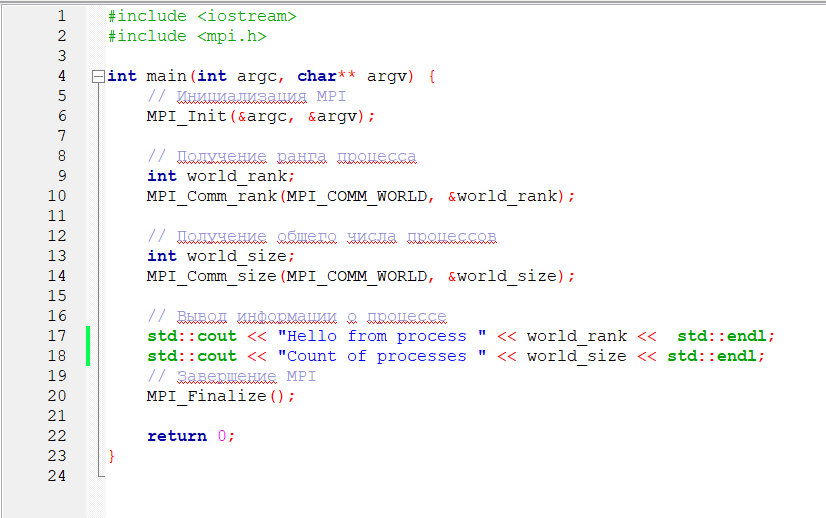 1 #include <iostream>
2 #include <mpi.h>
3
4 int main(int argc, char** argv) {
5     // Инициализация MPI
6     MPI_Init(&argc, &argv);
7
8     // Получение ранга процесса
9     int world_rank;
10     MPI_Comm_rank(MPI_COMM_WORLD, &world_rank);
11
12     // Получение общего числа процессов
13     int world_size;
14     MPI_Comm_size(MPI_COMM_WORLD, &world_size);
15
16     // Вывод информации о процессе
17     std::cout << "Hello from process " << world_rank <<  std::endl;
18     std::cout << "Count of processes " << world_size << std::endl;
19     // Завершение MPI
20     MPI_Finalize();
21
22     return 0;
23 }
24